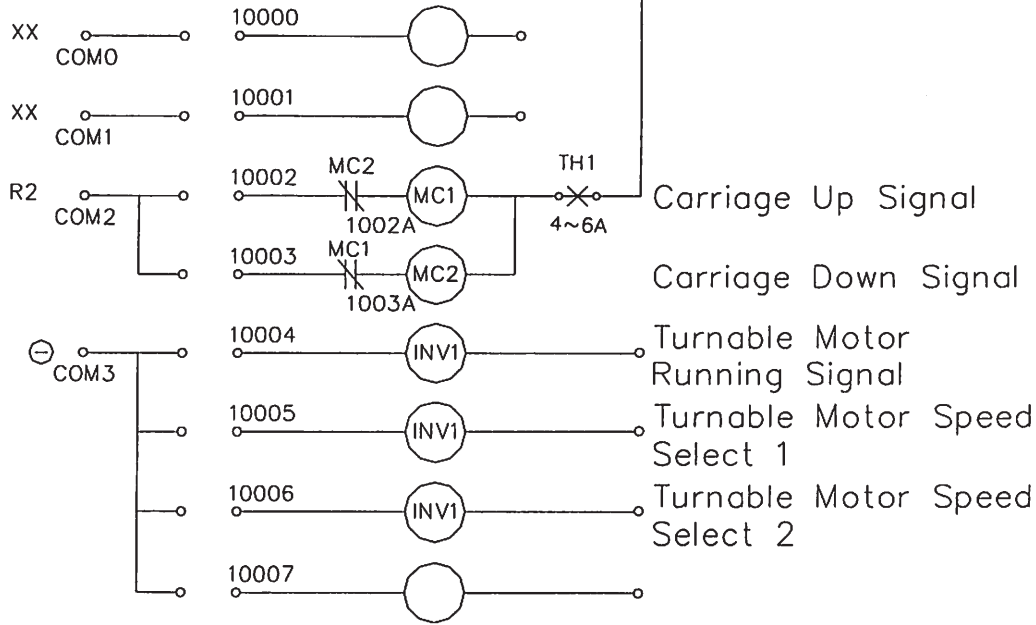 XX COM0 10000
XX COM1 10001
R2 COM2 10002 MC2 1002A MC1 TH1 4~6A Carriage Up Signal
10003 MC1 1003A MC2 Carriage Down Signal
⊖ COM3 10004 INV1 Turnable Motor
Running Signal
10005 INV1 Turnable Motor Speed
Select 1
10006 INV1 Turnable Motor Speed
Select 2
10007